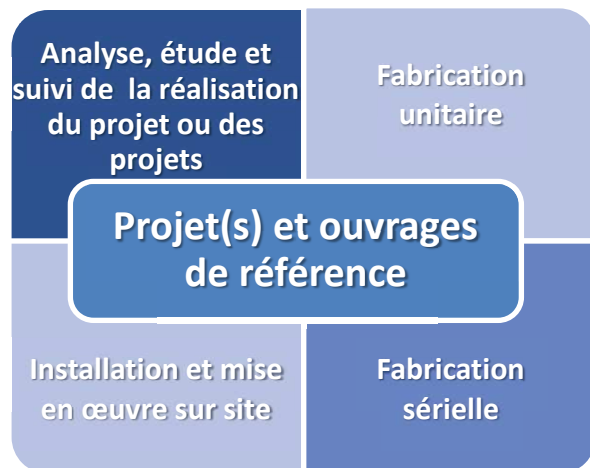 Analyse, étude et
suivi de la réalisation
du projet ou des
projets
Fabrication
unitaire
Projet(s) et ouvrages
de référence
Installation et mise
en œuvre sur site
Fabrication
sérielle